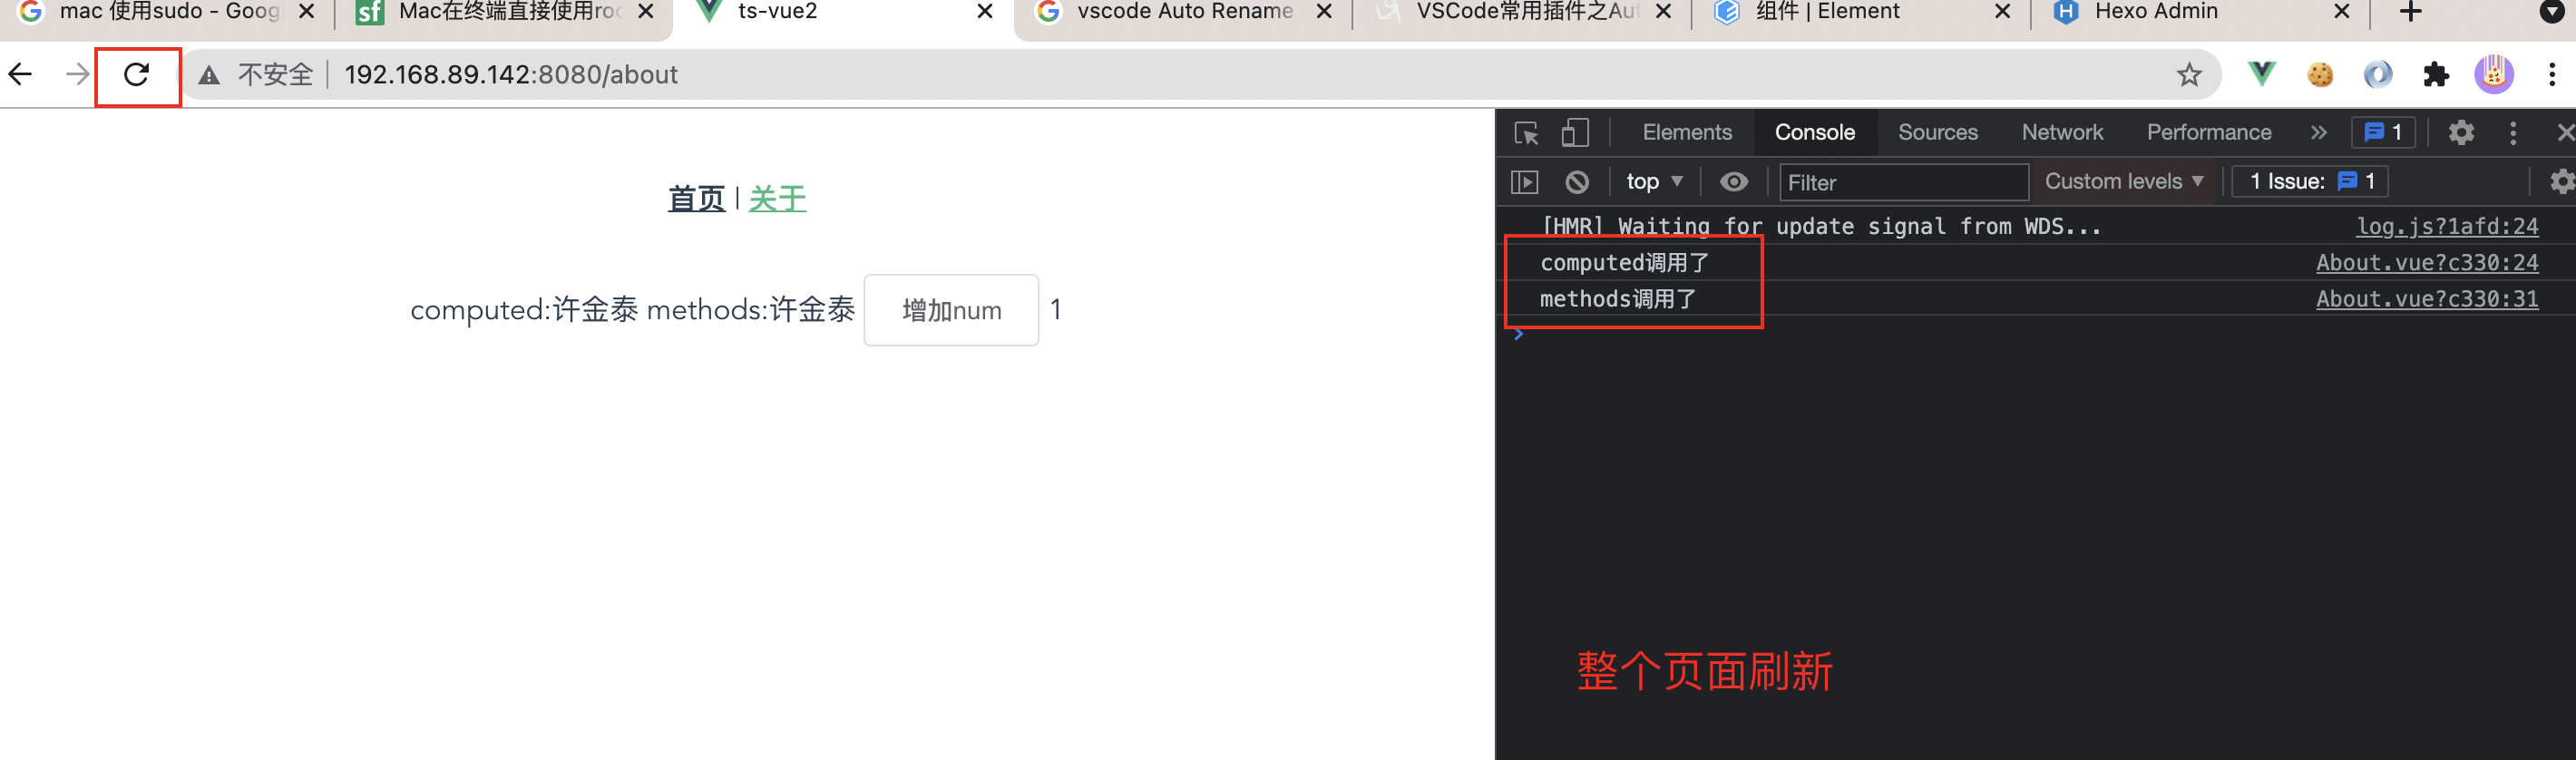 mac 使用sudo - Goog
Mac在终端直接使用roo
ts-vue2
vscode Auto Rename
VSCode常用插件之Aut
组件 | Element
Hexo Admin
不安全 | 192.168.89.142:8080/about
首页 | 关于
computed:许金泰 methods:许金泰 增加num 1
Elements Console Sources Network Performance » 1
top ▼ Filter Custom levels ▼ 1 Issue: 1
[HMR] Waiting for update signal from WDS... log.js?1afd:24
computed调用了 About.vue?c330:24
methods调用了 About.vue?c330:31
整个页面刷新